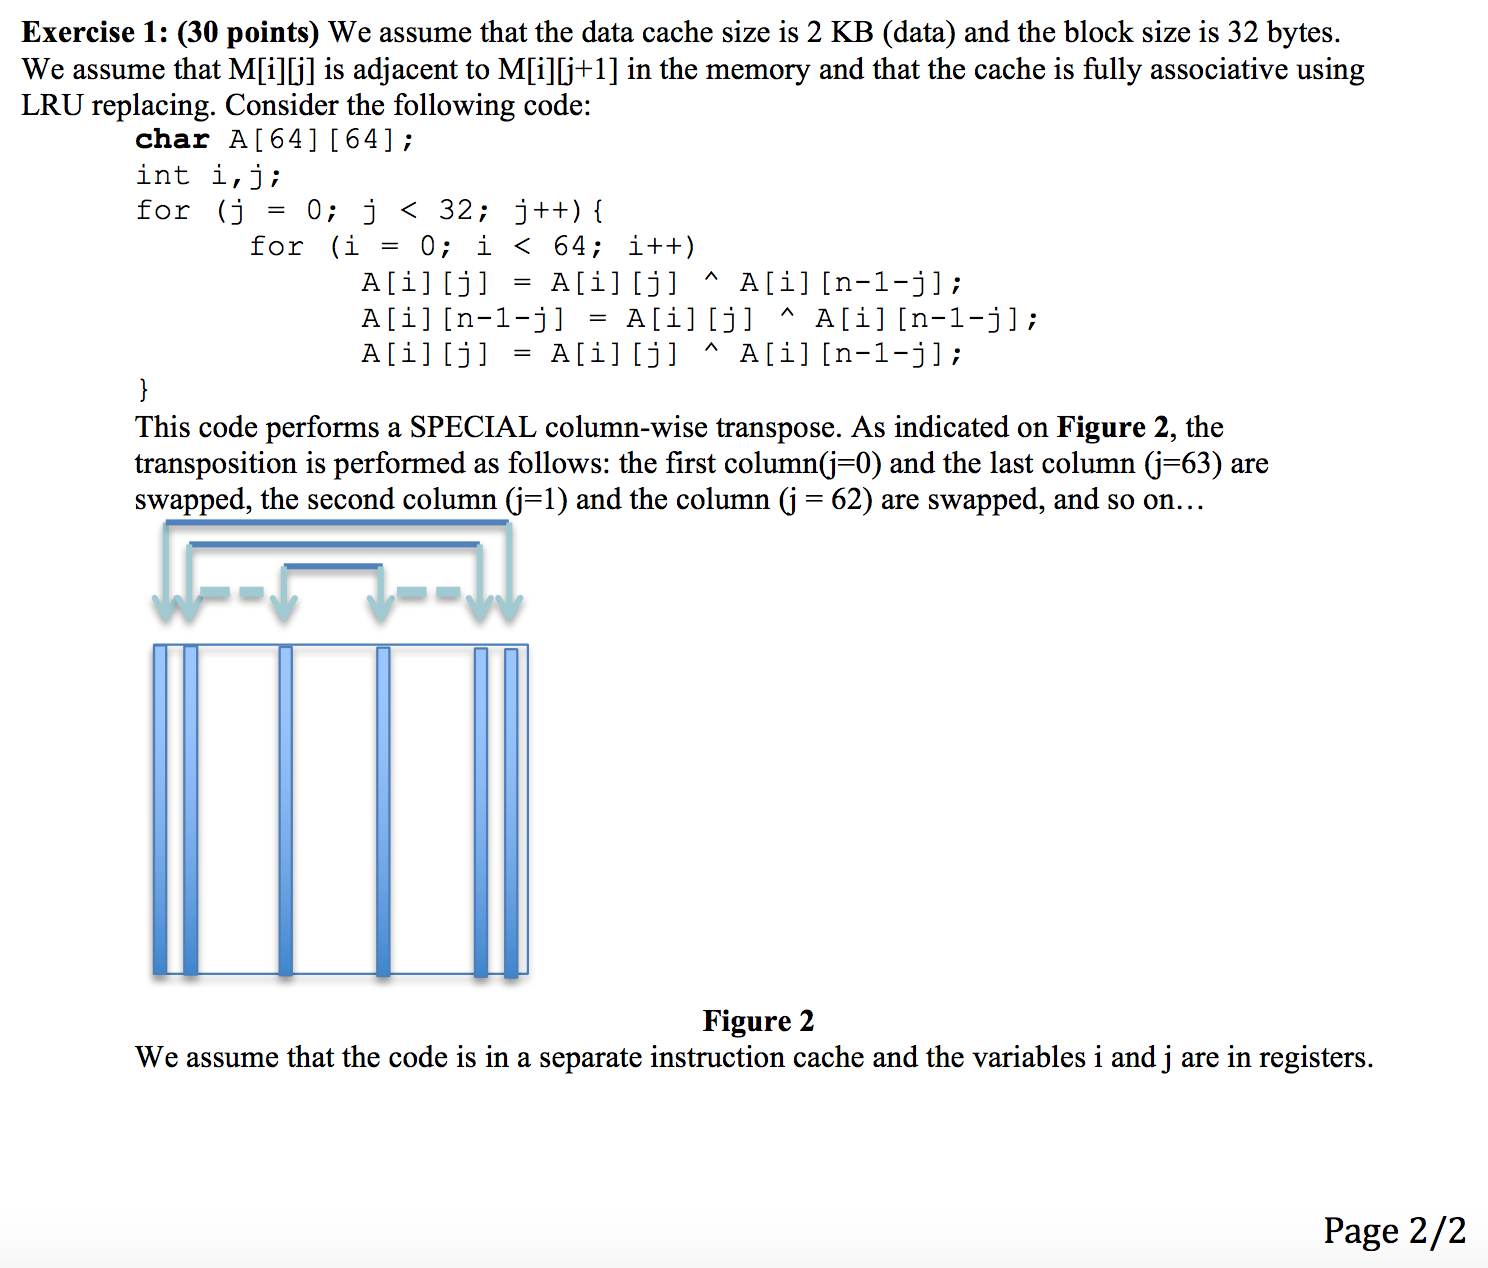 Exercise 1: (30 points) We assume that the data cache size is 2 KB (data) and the block size is 32 bytes.
We assume that M[i][j] is adjacent to M[i][j+1] in the memory and that the cache is fully associative using
LRU replacing. Consider the following code:
char A[64][64];
int i,j;
for (j = 0; j < 32; j++){
for (i = 0; i < 64; i++)
A[i][j] = A[i][j] ^ A[i][n-1-j];
A[i][n-1-j] = A[i][j] ^ A[i][n-1-j];
A[i][j] = A[i][j] ^ A[i][n-1-j];
}
This code performs a SPECIAL column-wise transpose. As indicated on Figure 2, the
transposition is performed as follows: the first column(j=0) and the last column (j=63) are
swapped, the second column (j=1) and the column (j = 62) are swapped, and so on…
Figure 2
We assume that the code is in a separate instruction cache and the variables i and j are in registers.
Page 2/2